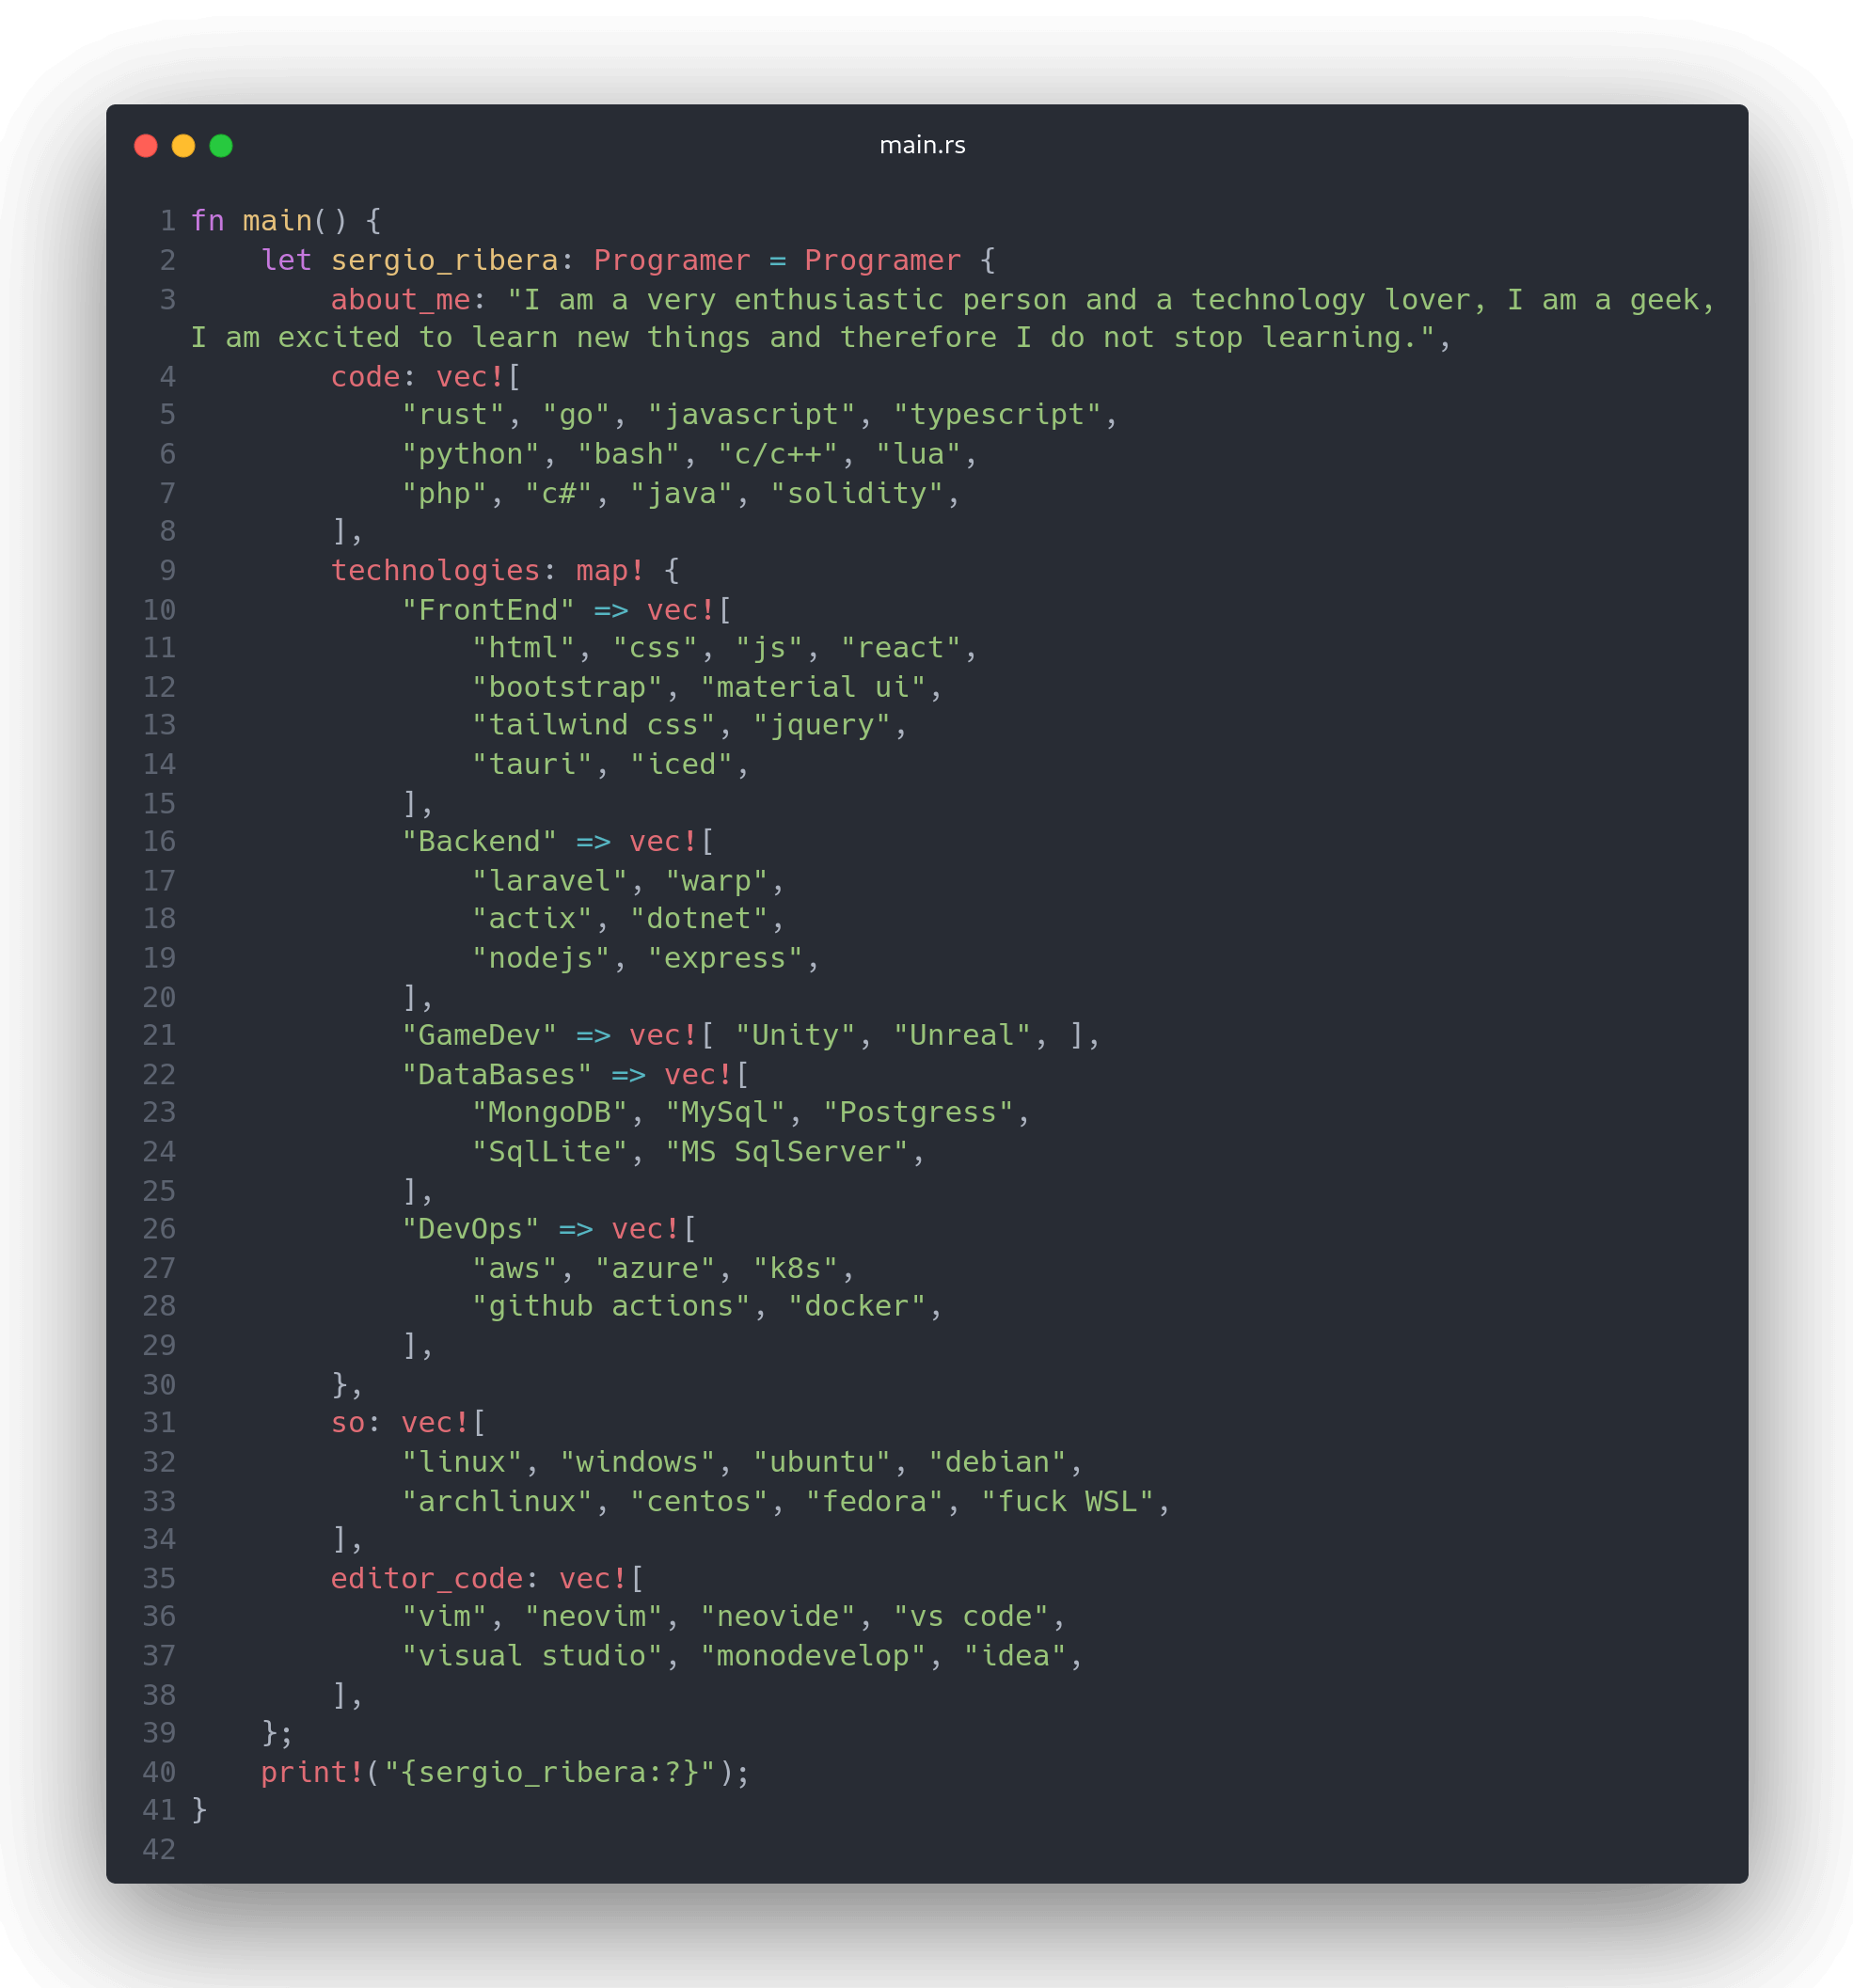 main.rs
1 fn main() {
2     let sergio_ribera: Programer = Programer {
3         about_me: "I am a very enthusiastic person and a technology lover, I am a geek,
I am excited to learn new things and therefore I do not stop learning.",
4         code: vec![
5             "rust", "go", "javascript", "typescript",
6             "python", "bash", "c/c++", "lua",
7             "php", "c#", "java", "solidity",
8         ],
9         technologies: map! {
10             "FrontEnd" => vec![
11                 "html", "css", "js", "react",
12                 "bootstrap", "material ui",
13                 "tailwind css", "jquery",
14                 "tauri", "iced",
15             ],
16             "Backend" => vec![
17                 "laravel", "warp",
18                 "actix", "dotnet",
19                 "nodejs", "express",
20             ],
21             "GameDev" => vec![ "Unity", "Unreal", ],
22             "DataBases" => vec![
23                 "MongoDB", "MySql", "Postgress",
24                 "SqlLite", "MS SqlServer",
25             ],
26             "DevOps" => vec![
27                 "aws", "azure", "k8s",
28                 "github actions", "docker",
29             ],
30         },
31         so: vec![
32             "linux", "windows", "ubuntu", "debian",
33             "archlinux", "centos", "fedora", "fuck WSL",
34         ],
35         editor_code: vec![
36             "vim", "neovim", "neovide", "vs code",
37             "visual studio", "monodevelop", "idea",
38         ],
39     };
40     print!("{sergio_ribera:?}");
41 }
42